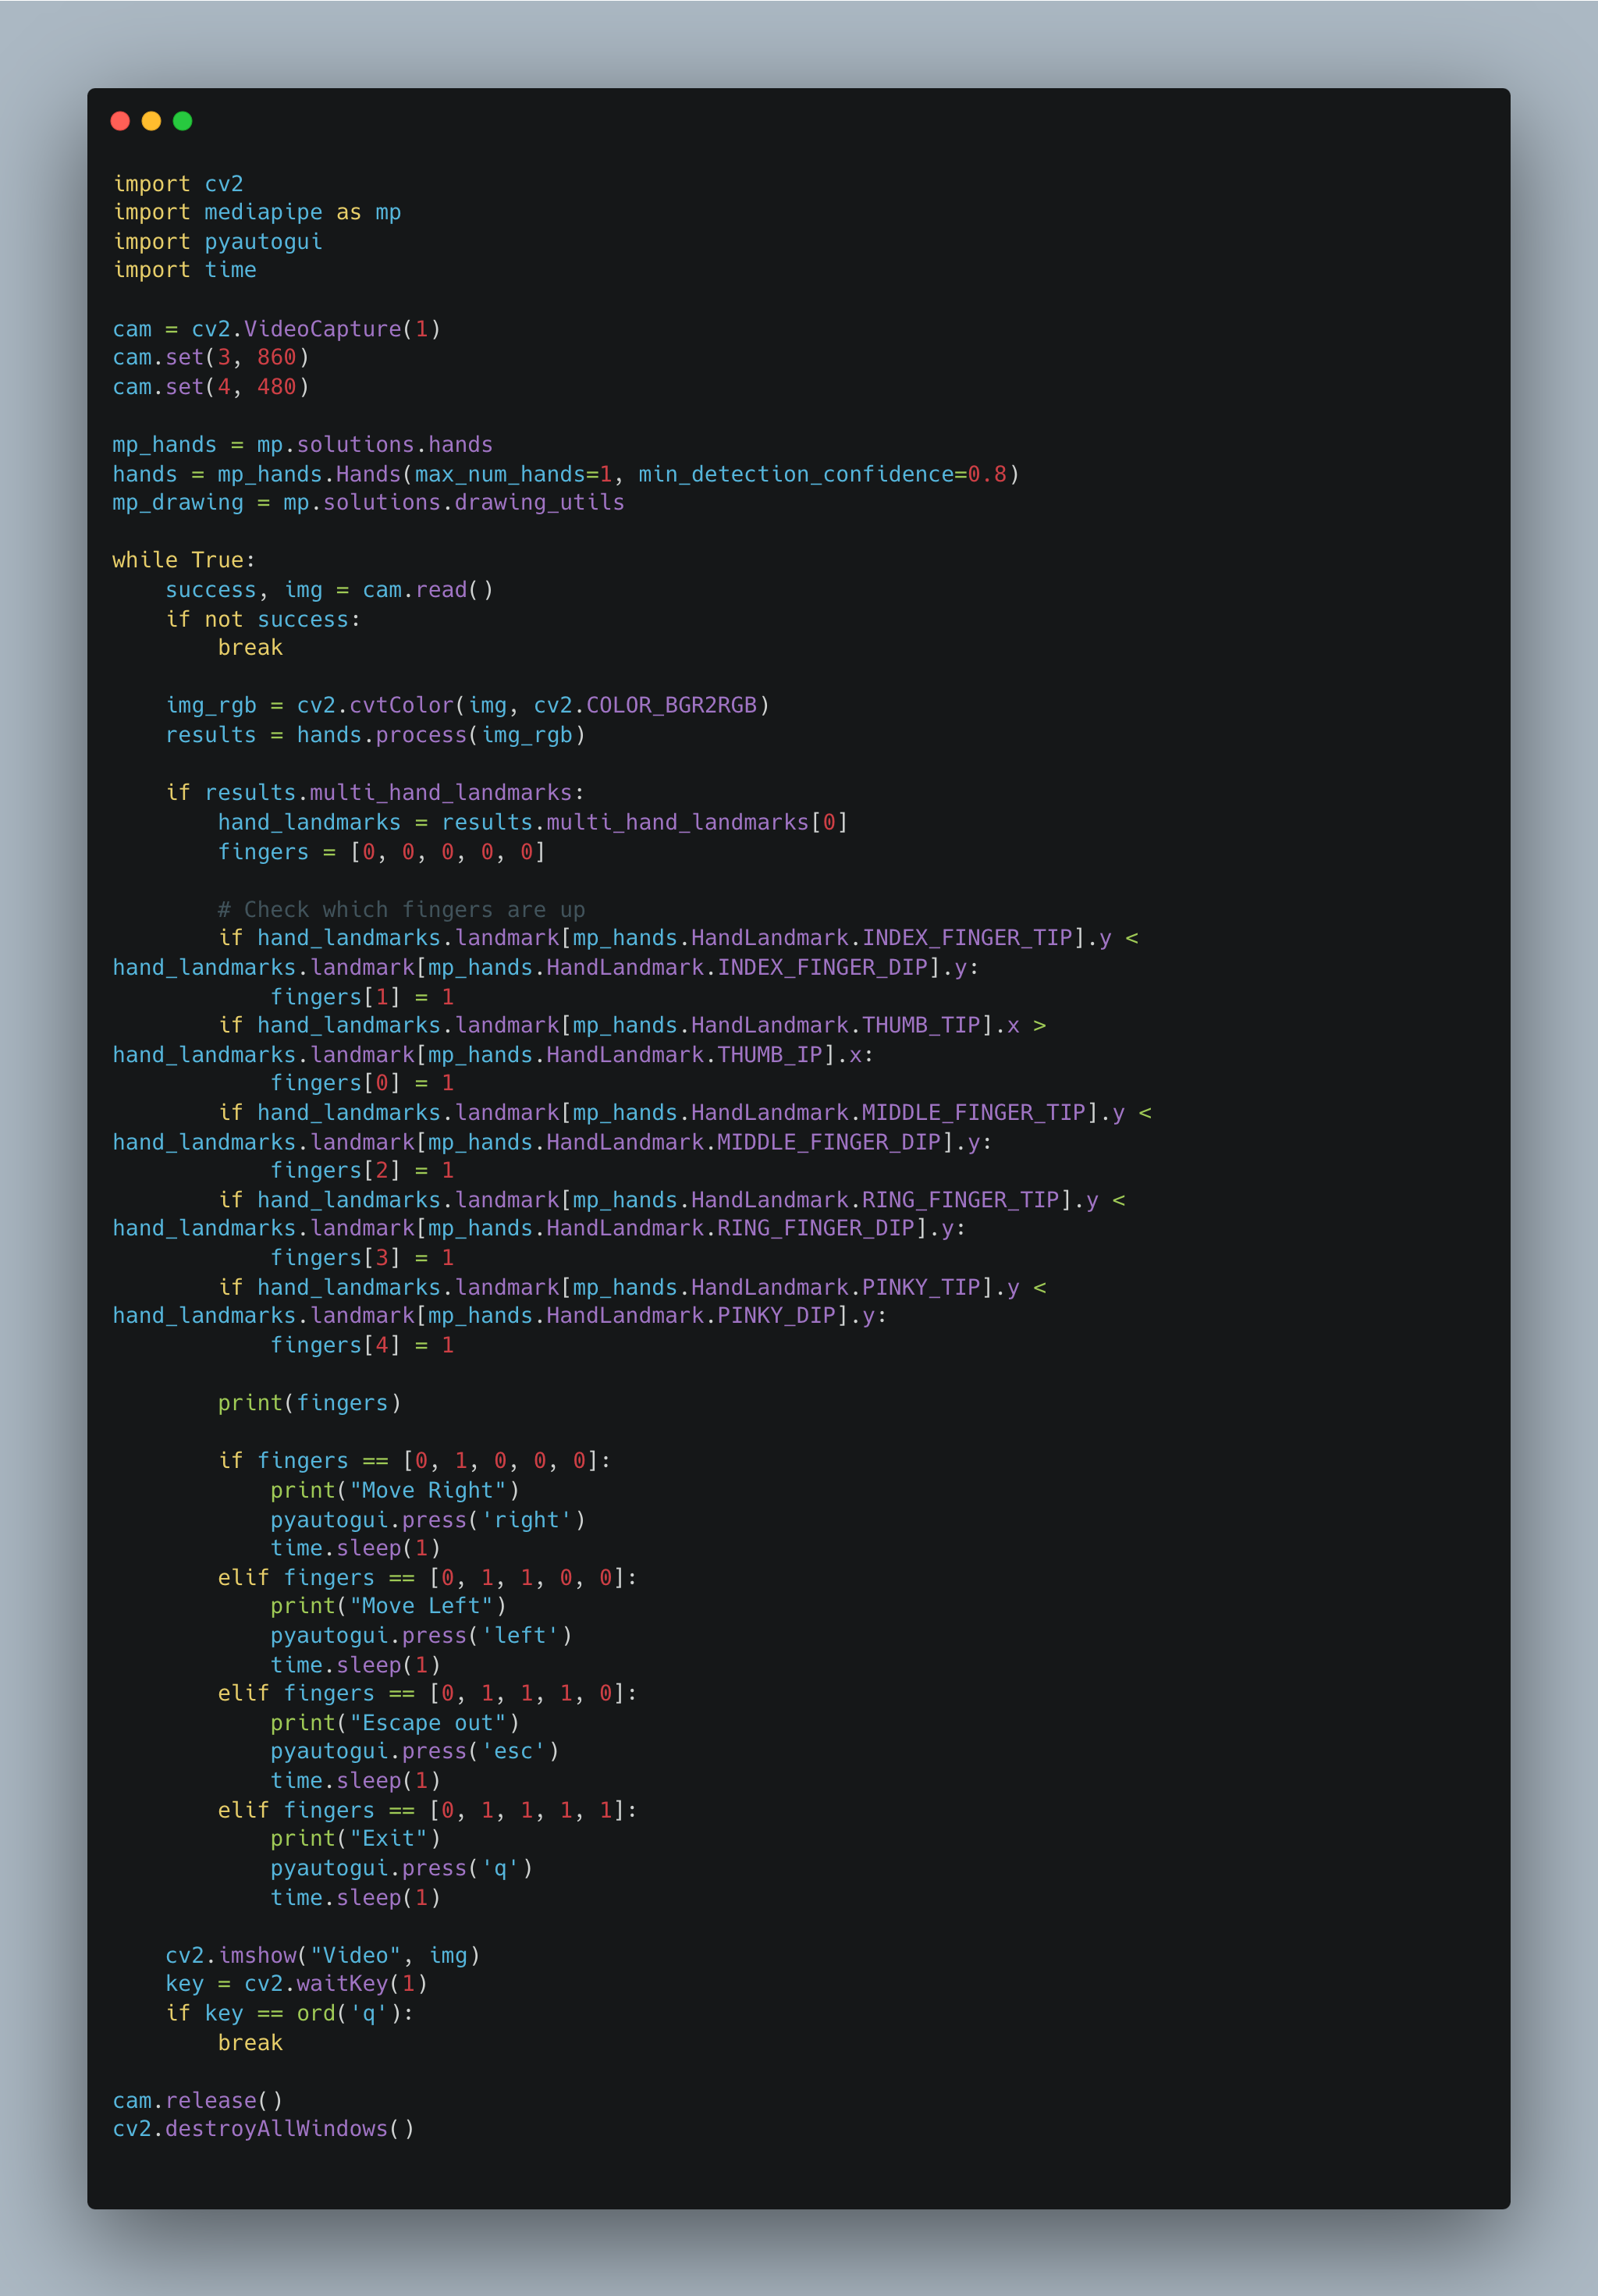 import cv2
import mediapipe as mp
import pyautogui
import time

cam = cv2.VideoCapture(1)
cam.set(3, 860)
cam.set(4, 480)

mp_hands = mp.solutions.hands
hands = mp_hands.Hands(max_num_hands=1, min_detection_confidence=0.8)
mp_drawing = mp.solutions.drawing_utils

while True:
    success, img = cam.read()
    if not success:
        break

    img_rgb = cv2.cvtColor(img, cv2.COLOR_BGR2RGB)
    results = hands.process(img_rgb)

    if results.multi_hand_landmarks:
        hand_landmarks = results.multi_hand_landmarks[0]
        fingers = [0, 0, 0, 0, 0]

        # Check which fingers are up
        if hand_landmarks.landmark[mp_hands.HandLandmark.INDEX_FINGER_TIP].y <
hand_landmarks.landmark[mp_hands.HandLandmark.INDEX_FINGER_DIP].y:
            fingers[1] = 1
        if hand_landmarks.landmark[mp_hands.HandLandmark.THUMB_TIP].x >
hand_landmarks.landmark[mp_hands.HandLandmark.THUMB_IP].x:
            fingers[0] = 1
        if hand_landmarks.landmark[mp_hands.HandLandmark.MIDDLE_FINGER_TIP].y <
hand_landmarks.landmark[mp_hands.HandLandmark.MIDDLE_FINGER_DIP].y:
            fingers[2] = 1
        if hand_landmarks.landmark[mp_hands.HandLandmark.RING_FINGER_TIP].y <
hand_landmarks.landmark[mp_hands.HandLandmark.RING_FINGER_DIP].y:
            fingers[3] = 1
        if hand_landmarks.landmark[mp_hands.HandLandmark.PINKY_TIP].y <
hand_landmarks.landmark[mp_hands.HandLandmark.PINKY_DIP].y:
            fingers[4] = 1

        print(fingers)

        if fingers == [0, 1, 0, 0, 0]:
            print("Move Right")
            pyautogui.press('right')
            time.sleep(1)
        elif fingers == [0, 1, 1, 0, 0]:
            print("Move Left")
            pyautogui.press('left')
            time.sleep(1)
        elif fingers == [0, 1, 1, 1, 0]:
            print("Escape out")
            pyautogui.press('esc')
            time.sleep(1)
        elif fingers == [0, 1, 1, 1, 1]:
            print("Exit")
            pyautogui.press('q')
            time.sleep(1)

    cv2.imshow("Video", img)
    key = cv2.waitKey(1)
    if key == ord('q'):
        break

cam.release()
cv2.destroyAllWindows()